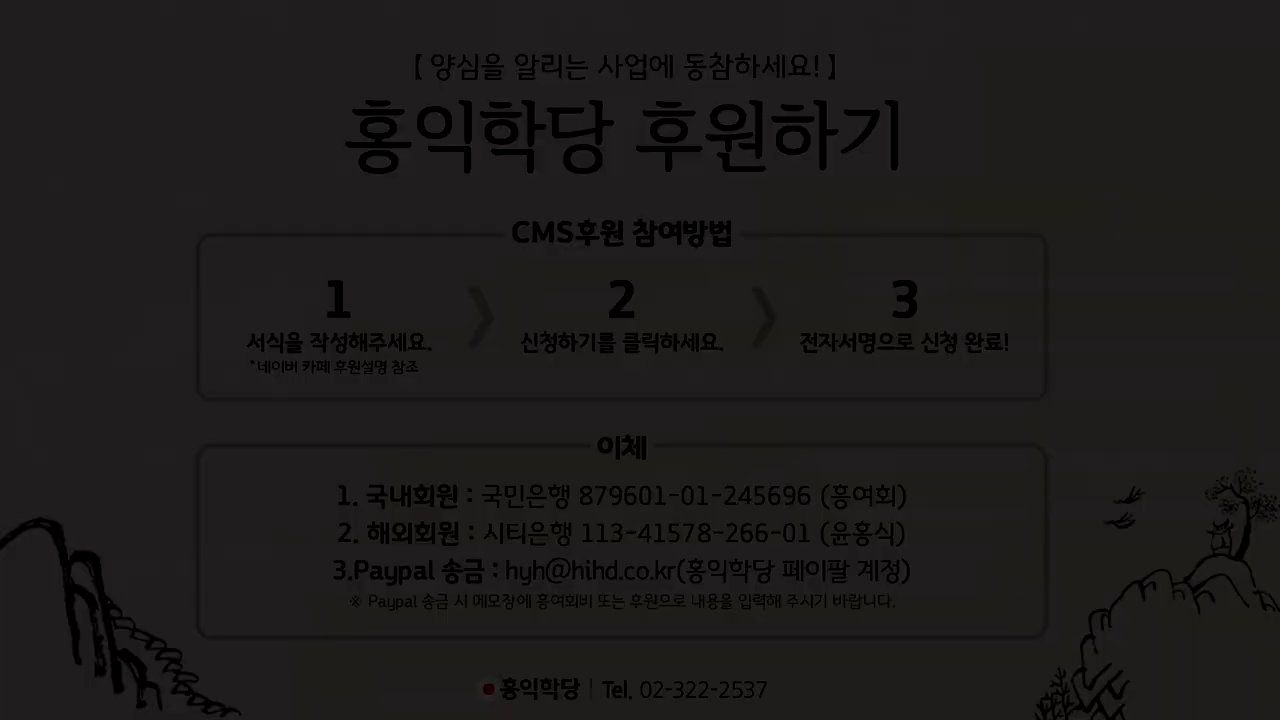 【 양심을 알리는 사업에 동참하세요! 】
홍익학당 후원하기
CMS후원 참여방법
1
서식을 작성해주세요.
*네이버 카페 후원설명 참조
2
신청하기를 클릭하세요.
3
전자서명으로 신청 완료!
이체
1. 국내회원 : 국민은행 879601-01-245696 (흥여회)
2. 해외회원 : 시티은행 113-41578-266-01 (윤홍식)
3.Paypal 송금 : hyh@hihd.co.kr(홍익학당 페이팔 계정)
※ Paypal 송금 시 메모장에 흥여회비 또는 후원으로 내용을 입력해 주시기 바랍니다.
홍익학당 | Tel. 02-322-2537